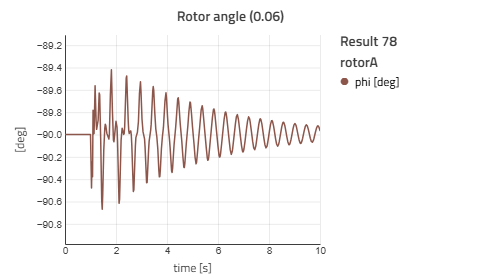 Rotor angle (0.06)
Result 78
rotorA
phi [deg]
[deg]
−89.2
−89.4
−89.6
−89.8
−90.0
−90.2
−90.4
−90.6
−90.8
0 2 4 6 8 10
time [s]